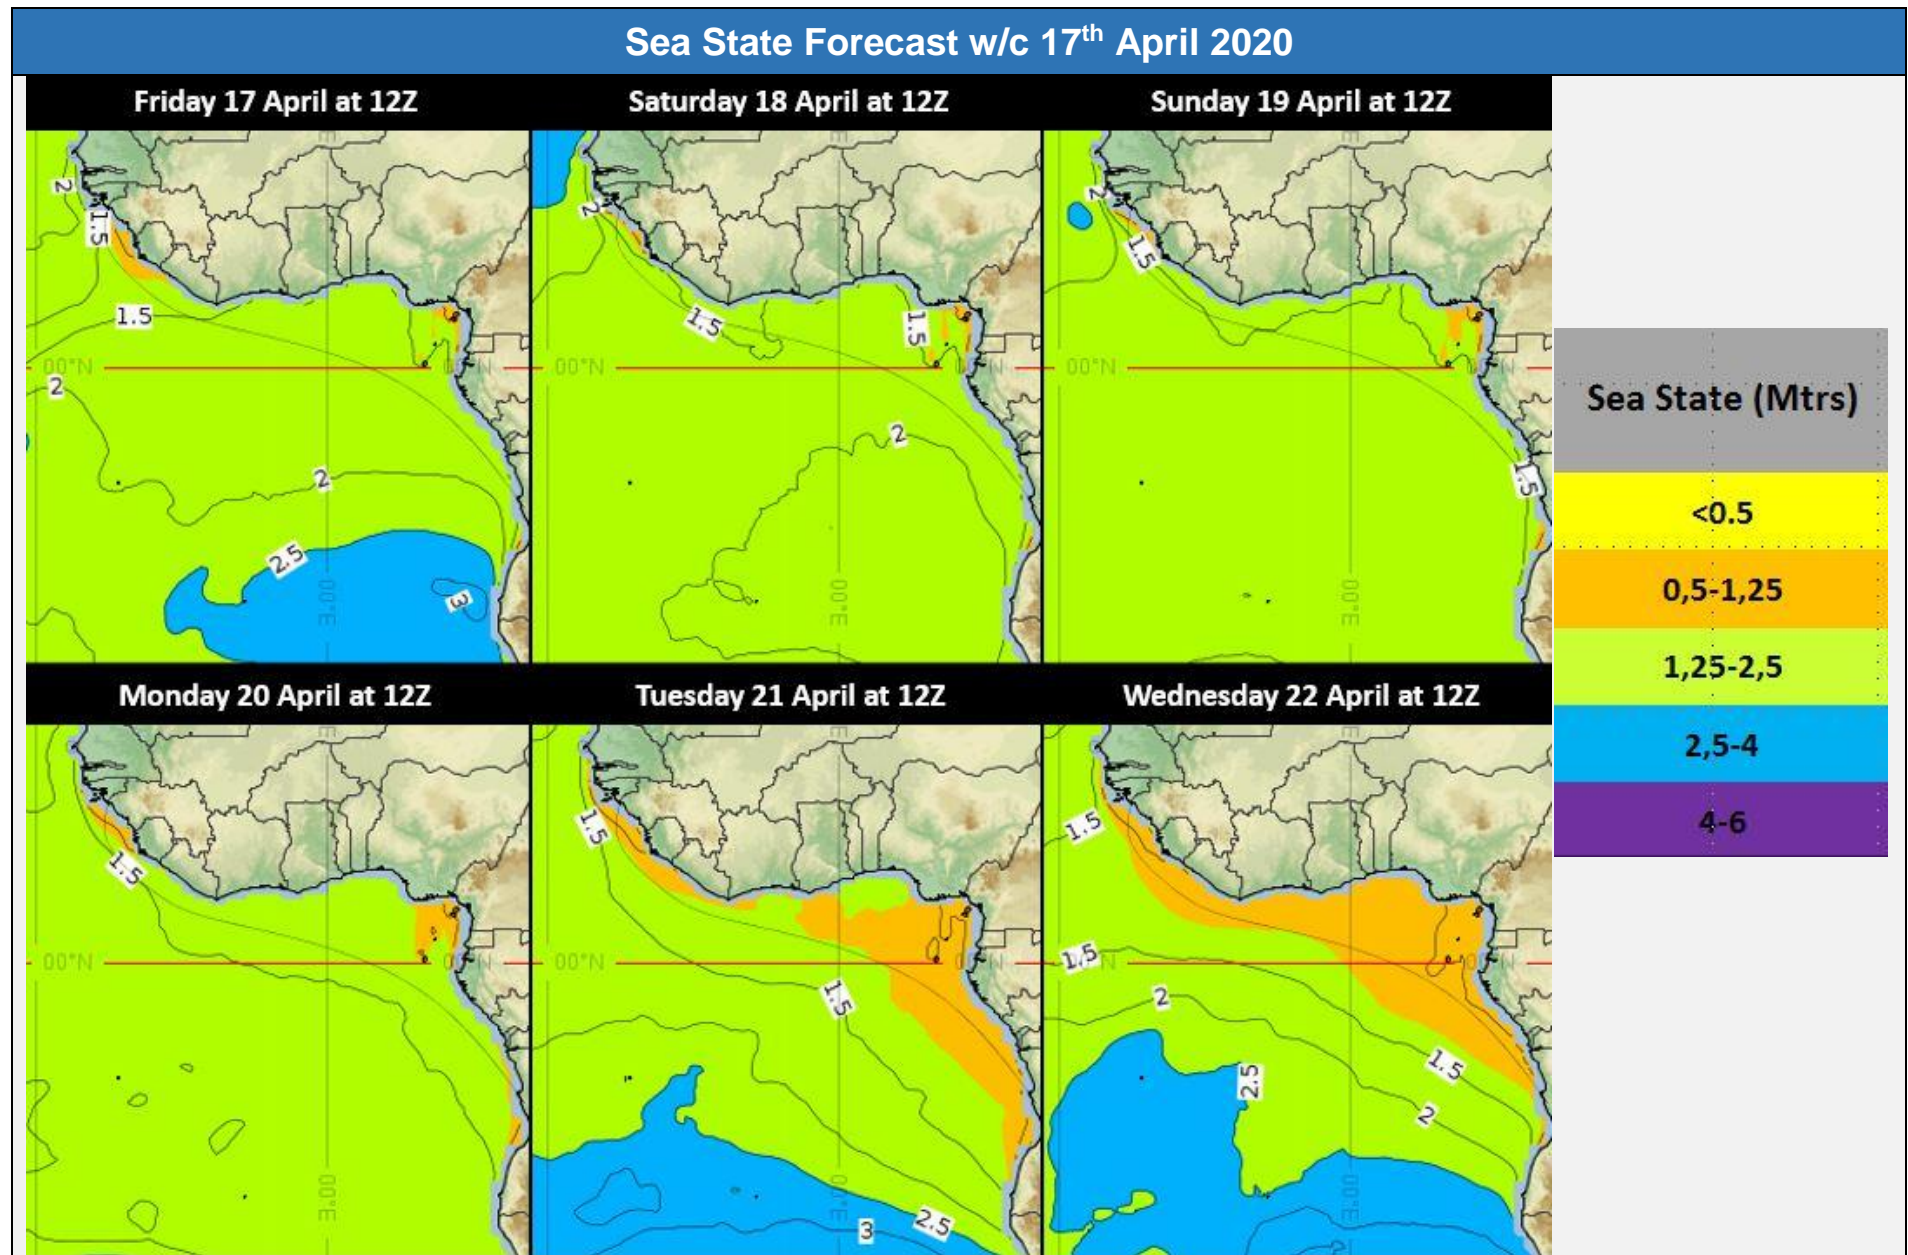 Sea State Forecast w/c 17th April 2020
Friday 17 April at 12Z
Saturday 18 April at 12Z
Sunday 19 April at 12Z
2
1.5
1.5
00°N
2
2
2.5
3
00°E
2
1.5
1.5
00°N
2
00°E
2
1.5
00°N
1.5
00°E
Monday 20 April at 12Z
Tuesday 21 April at 12Z
Wednesday 22 April at 12Z
1.5
00°N
00°E
1.5
00°N
1.5
2.5
3
1.5
1.5
2
2.5
1.5
2
00°E
Sea State (Mtrs)
<0.5
0,5-1,25
1,25-2,5
2,5-4
4-6